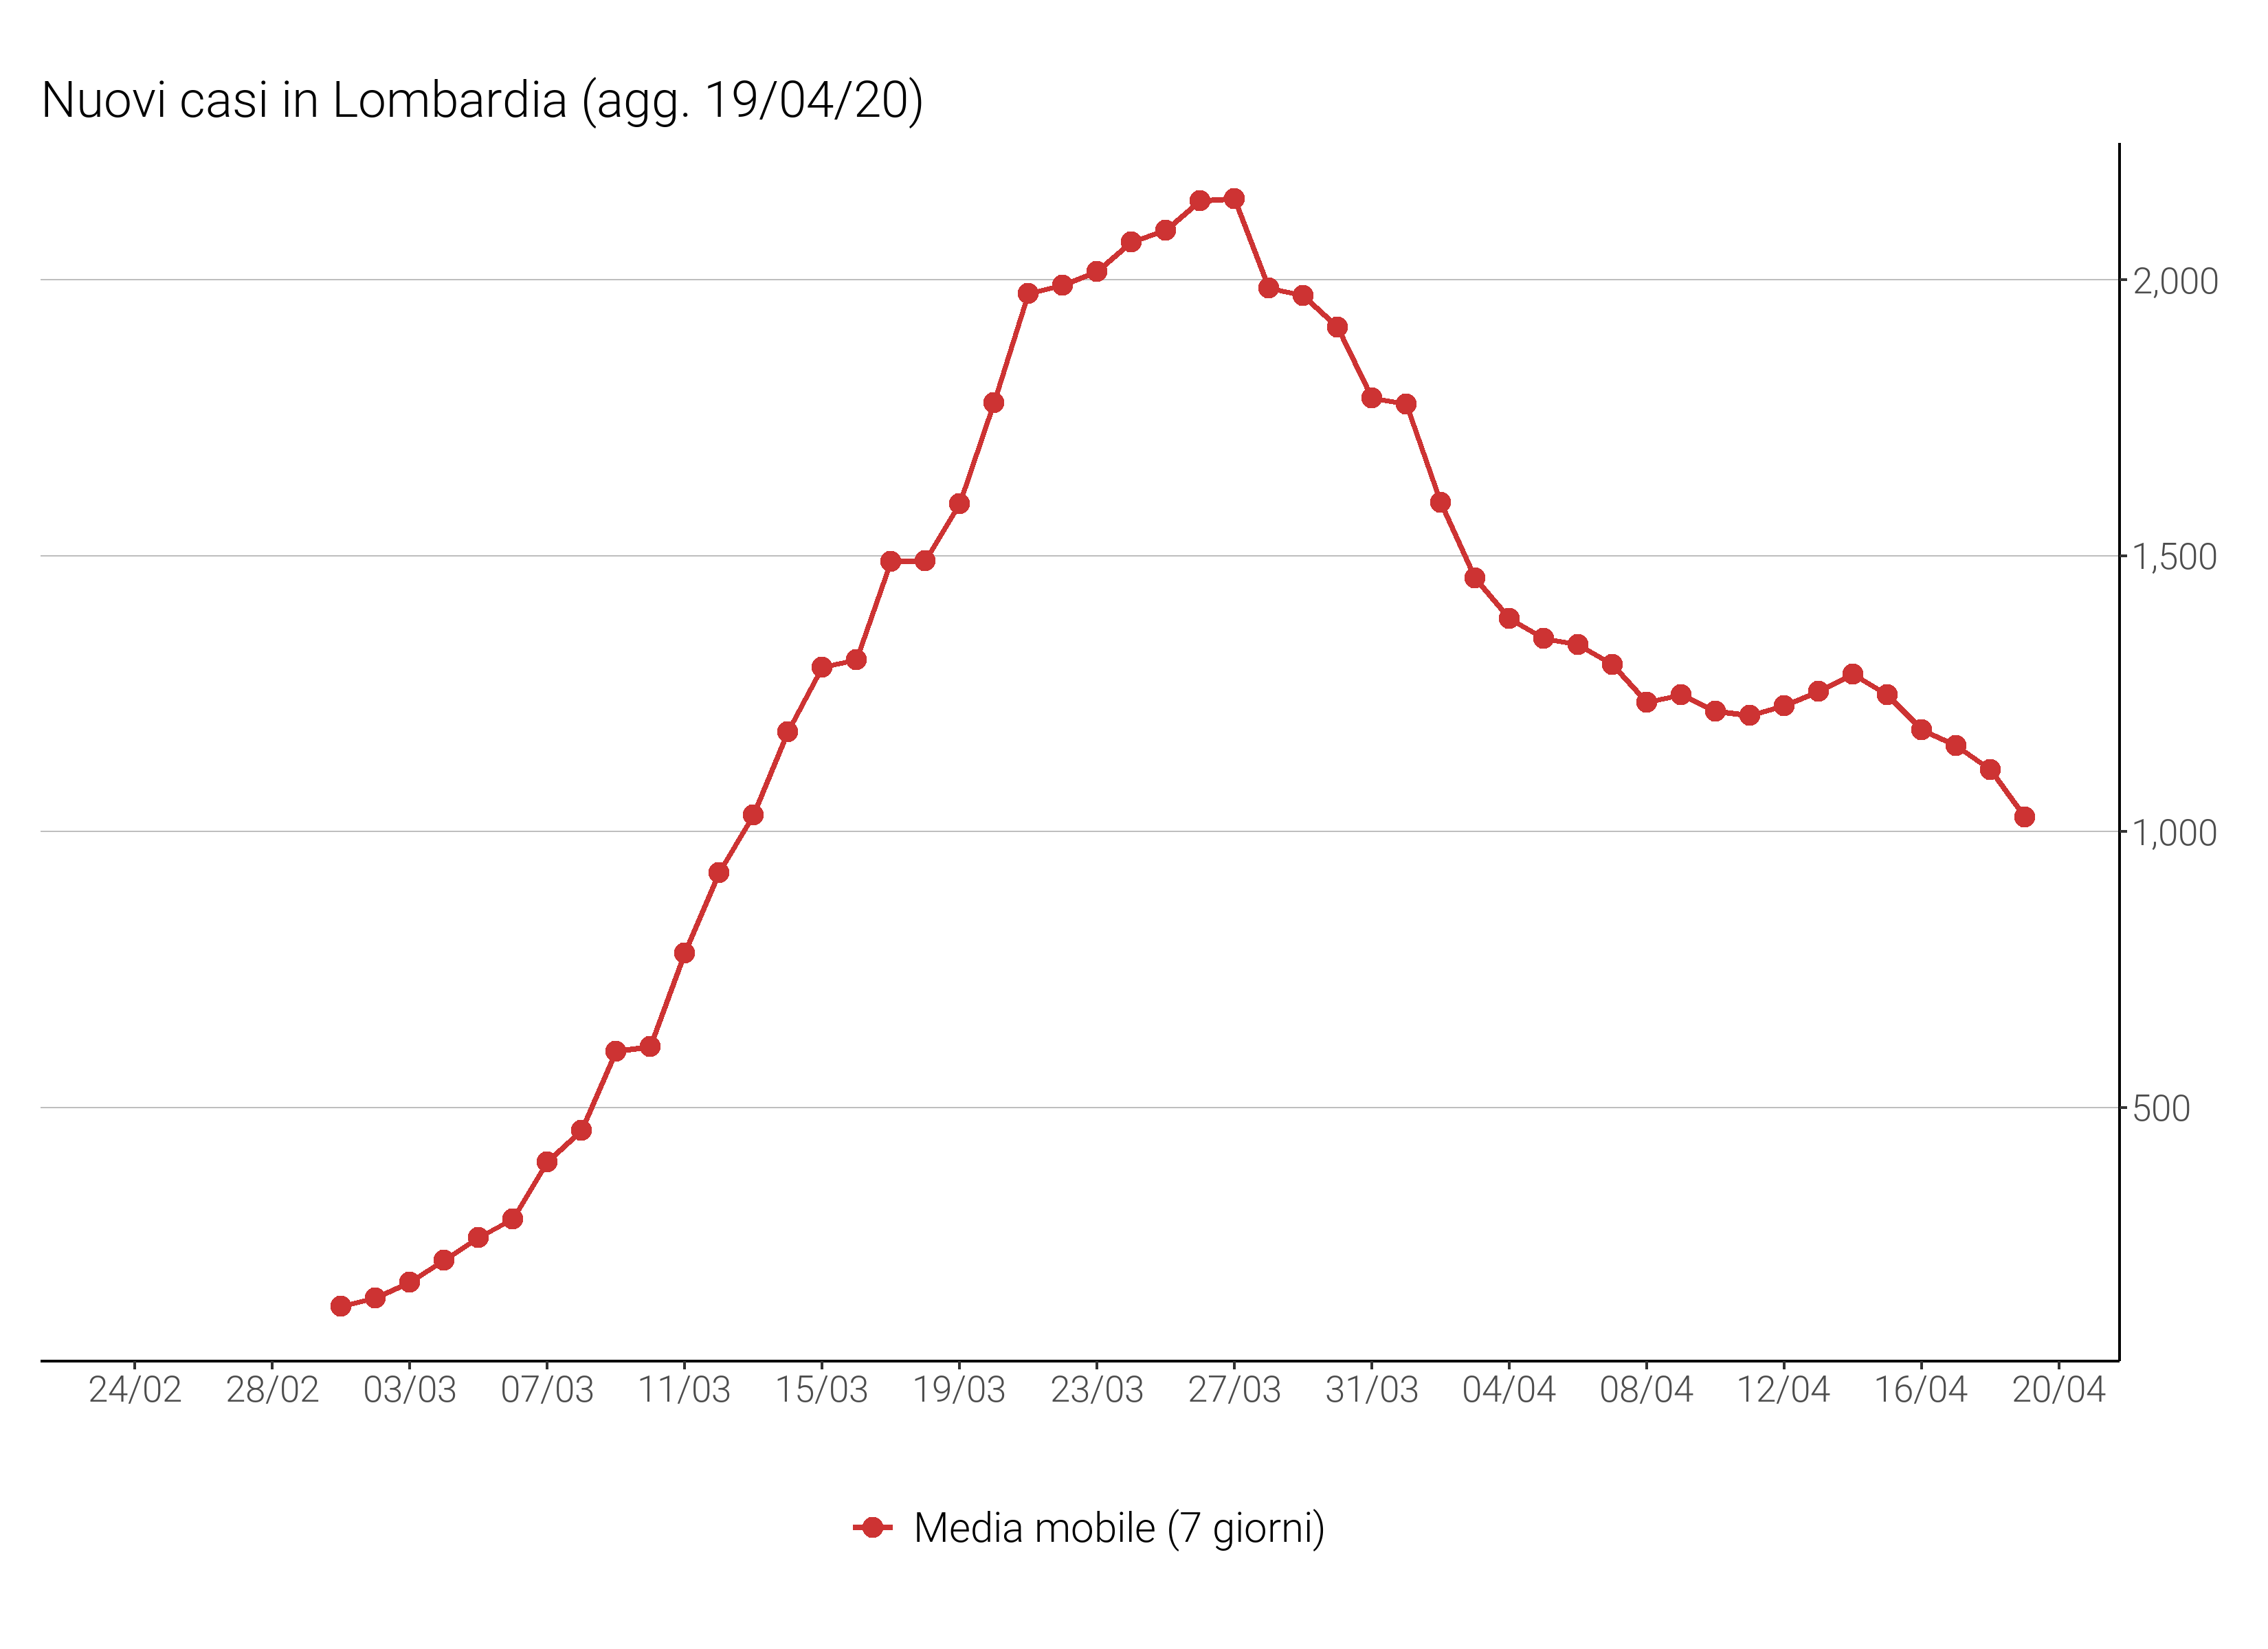 Nuovi casi in Lombardia (agg. 19/04/20)
2,000
1,500
1,000
500
24/02 28/02 03/03 07/03 11/03 15/03 19/03 23/03 27/03 31/03 04/04 08/04 12/04 16/04 20/04
Media mobile (7 giorni)